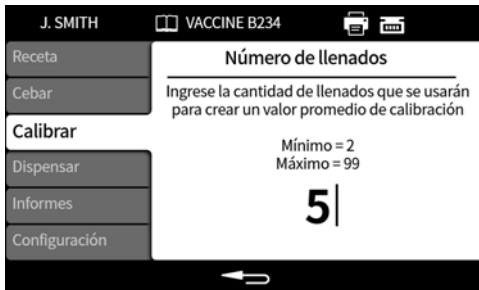 J. SMITH VACCINE B234
Receta
Cebar
Calibrar
Dispensar
Informes
Configuración
Número de llenados
Ingrese la cantidad de llenados que se usarán
para crear un valor promedio de calibración
Mínimo = 2
Máximo = 99
5